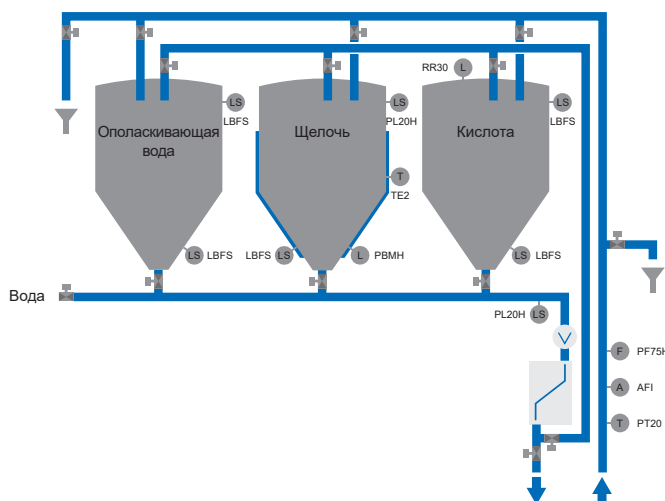 RR30
L
LS
LBFS
LS
PL20H
LS
LBFS
Ополаскивающая
вода
Щелочь
Кислота
T
TE2
LS
LBFS
LBFS
LS
L
PBMH
LS
LBFS
Вода
PL20H
LS
F
PF75H
A
AFI
T
PT20